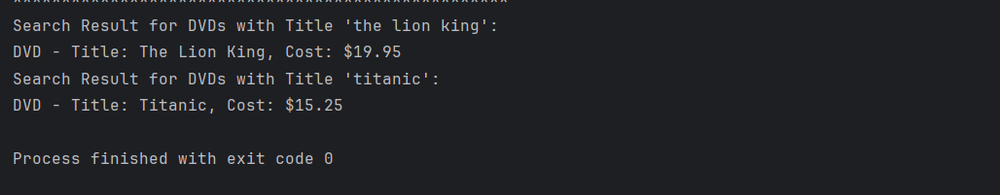 Search Result for DVDs with Title 'the lion king':
DVD - Title: The Lion King, Cost: $19.95
Search Result for DVDs with Title 'titanic':
DVD - Title: Titanic, Cost: $15.25
Process finished with exit code 0